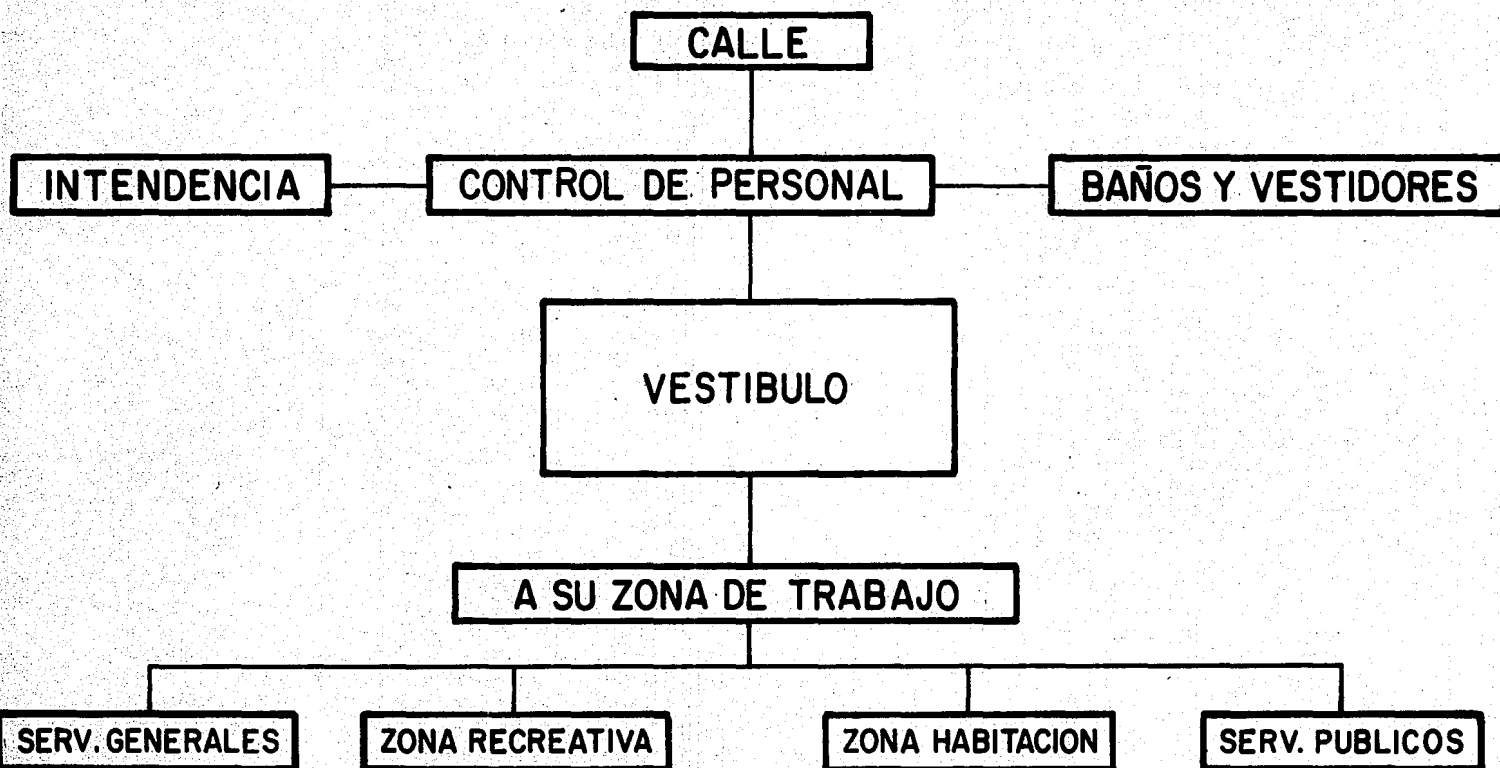 CALLE
INTENDENCIA
CONTROL DE PERSONAL
BAÑOS Y VESTIDORES
VESTIBULO
A SU ZONA DE TRABAJO
SERV. GENERALES
ZONA RECREATIVA
ZONA HABITACION
SERV. PUBLICOS